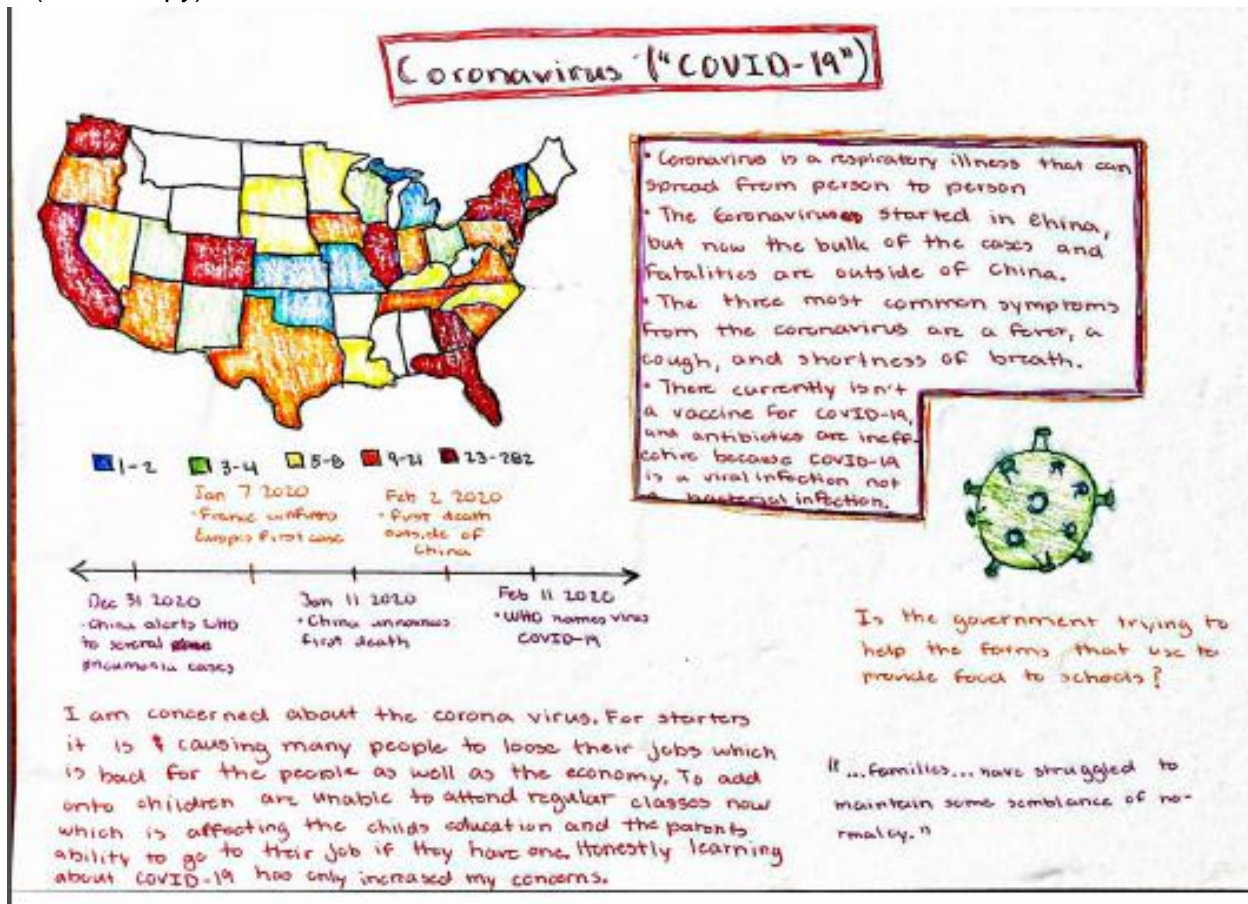 Coronavirus ("COVID-19")
• Coronavirus is a respiratory illness that can
spread from person to person
• The Coronavirus started in China,
but now the bulk of the cases and
Fatalities are outside of China.
• The three most common symptoms
from the coronavirus are a fever, a
cough, and shortness of breath.
• There currently isn't
a vaccine for COVID-19,
and antibiotics are ineff-
ective because COVID-19
is a viral infection not
a bacterial infection.
1-2 3-4 5-8 9-21 23-282
Jan 7 2020
• France confirms
Europes first case
Feb 2 2020
• First death
outside of
China
Dec 31 2020
• China alerts WHO
to several
pneumonia cases
Jan 11 2020
• China
first death
Feb 11 2020
• WHO names virus
COVID-19
Is the government trying to
help the farms that use to
provide food to schools?
I am concerned about the corona virus. For starters
it is causing many people to loose their jobs which
is bad for the people as well as the economy. To add
onto children are unable to attend regular classes now
which is affecting the childs education and the parents
ability to go to their job if they have one. Honestly learning
about COVID-19 has only increased my concerns.
"...Families... have struggled to
maintain some semblance of no-
rmalcy."